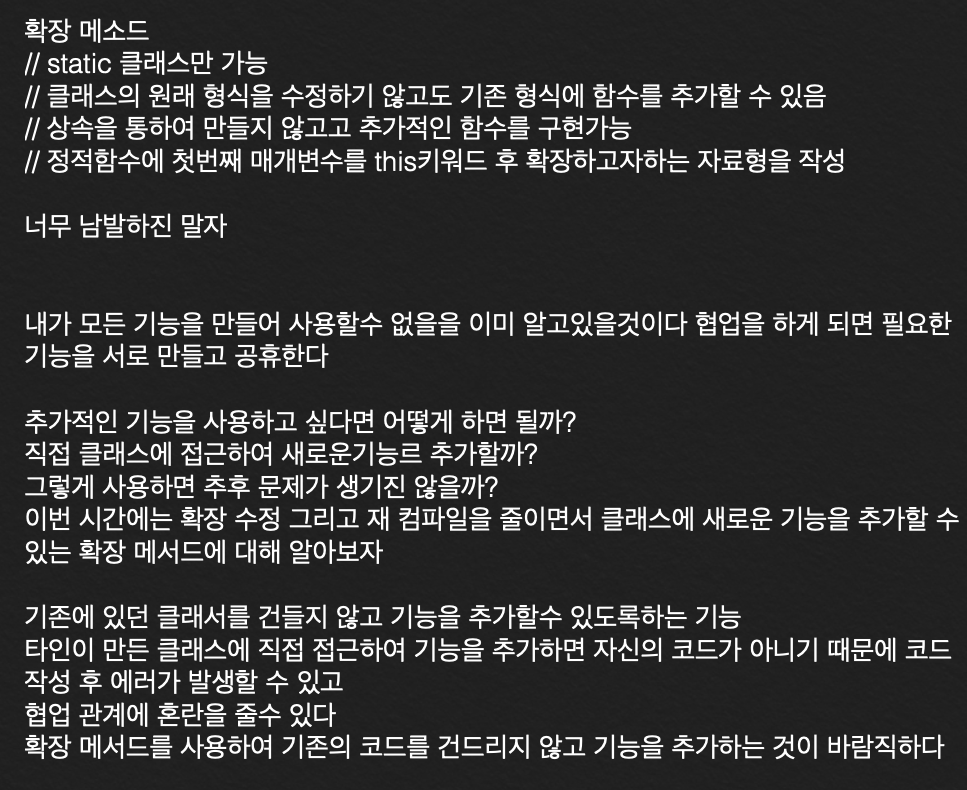 확장 메소드
// static 클래스만 가능
// 클래스의 원래 형식을 수정하기 않고도 기존 형식에 함수를 추가할 수 있음
// 상속을 통하여 만들지 않고고 추가적인 함수를 구현가능
// 정적함수에 첫번째 매개변수를 this키워드 후 확장하고자하는 자료형을 작성
너무 남발하진 말자
내가 모든 기능을 만들어 사용할수 없을을 이미 알고있을것이다 협업을 하게 되면 필요한
기능을 서로 만들고 공휴한다
추가적인 기능을 사용하고 싶다면 어떻게 하면 될까?
직접 클래스에 접근하여 새로운기능르 추가할까?
그렇게 사용하면 추후 문제가 생기진 않을까?
이번 시간에는 확장 수정 그리고 재 컴파일을 줄이면서 클래스에 새로운 기능을 추가할 수
있는 확장 메서드에 대해 알아보자
기존에 있던 클래서를 건들지 않고 기능을 추가할수 있도록하는 기능
타인이 만든 클래스에 직접 접근하여 기능을 추가하면 자신의 코드가 아니기 때문에 코드
작성 후 에러가 발생할 수 있고
협업 관계에 혼란을 줄수 있다
확장 메서드를 사용하여 기존의 코드를 건드리지 않고 기능을 추가하는 것이 바람직하다